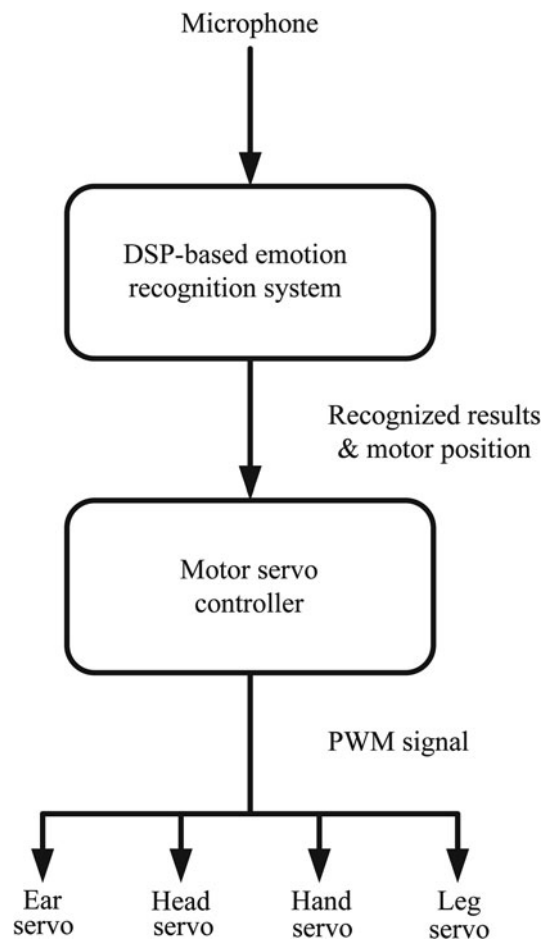 Microphone
DSP-based emotion
recognition system
Recognized results
& motor position
Motor servo
controller
PWM signal
Ear
servo
Head
servo
Hand
servo
Leg
servo